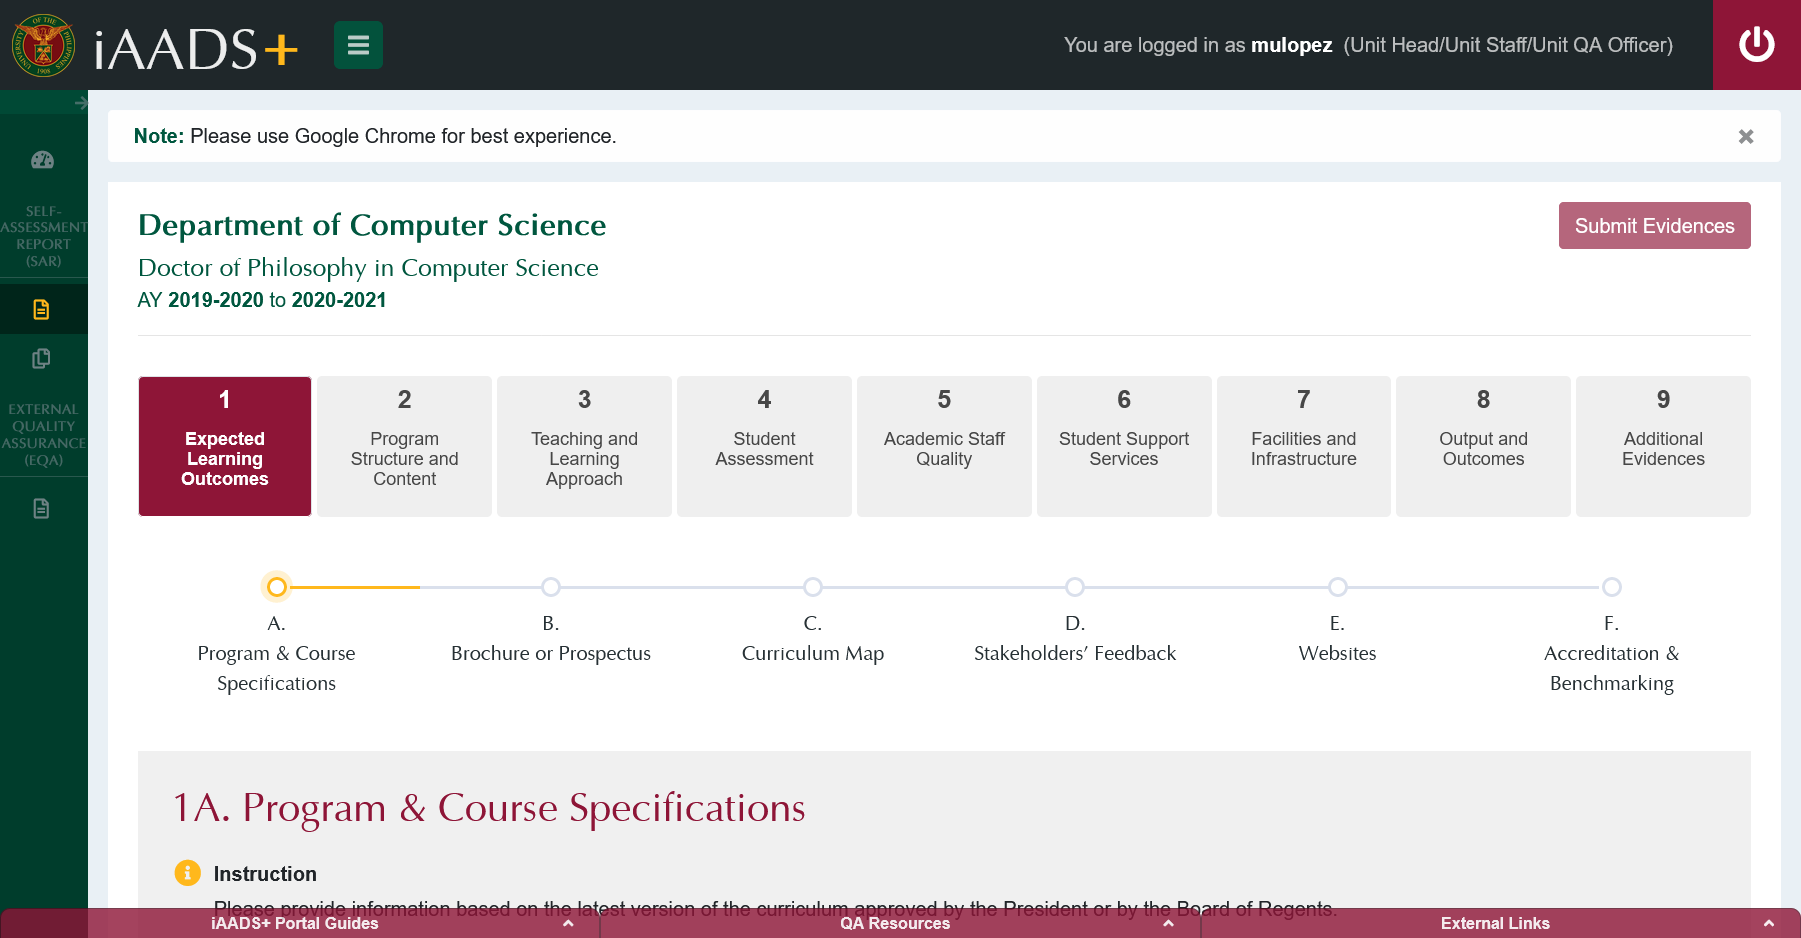 iAADS+
You are logged in as mulopez (Unit Head/Unit Staff/Unit QA Officer)
Note: Please use Google Chrome for best experience.
SELF-
ASSESSMENT
REPORT
(SAR)
EXTERNAL
QUALITY
ASSURANCE
(EQA)
Department of Computer Science
Submit Evidences
Doctor of Philosophy in Computer Science
AY 2019-2020 to 2020-2021
1
Expected
Learning
Outcomes
2
Program
Structure and
Content
3
Teaching and
Learning
Approach
4
Student
Assessment
5
Academic Staff
Quality
6
Student Support
Services
7
Facilities and
Infrastructure
8
Output and
Outcomes
9
Additional
Evidences
A.
Program & Course
Specifications
B.
Brochure or Prospectus
C.
Curriculum Map
D.
Stakeholders’ Feedback
E.
Websites
F.
Accreditation &
Benchmarking
1A. Program & Course Specifications
Instruction
Please provide information based on the latest version of the curriculum approved by the President or by the Board of Regents.
iAADS+ Portal Guides
QA Resources
External Links